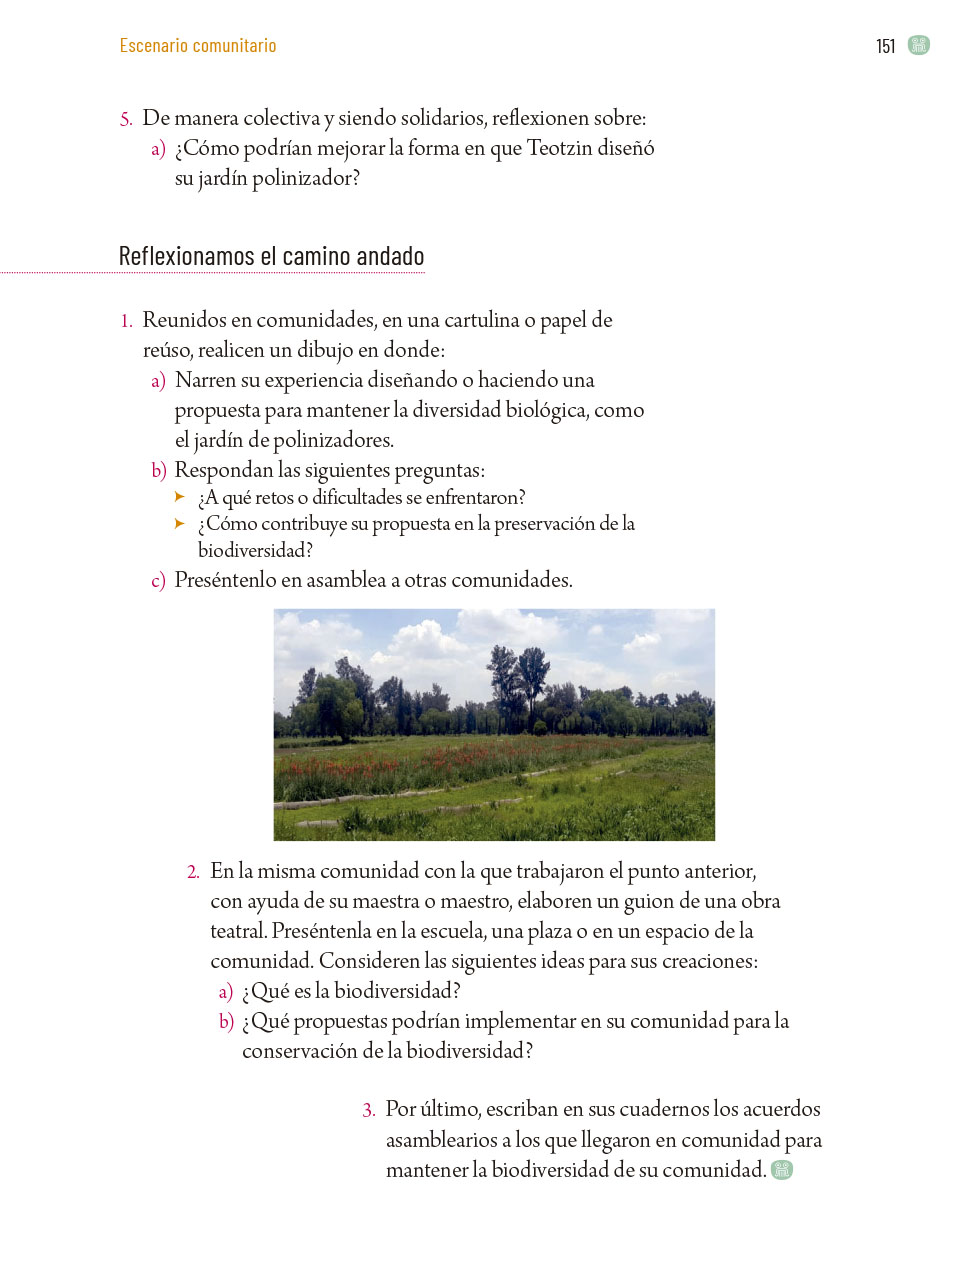 Escenario comunitario
151
5. De manera colectiva y siendo solidarios, reflexionen sobre:
a) ¿Cómo podrían mejorar la forma en que Teotzin diseñó
su jardín polinizador?
Reflexionamos el camino andado
1. Reunidos en comunidades, en una cartulina o papel de
reúso, realicen un dibujo en donde:
a) Narren su experiencia diseñando o haciendo una
propuesta para mantener la diversidad biológica, como
el jardín de polinizadores.
b) Respondan las siguientes preguntas:
➤ ¿A qué retos o dificultades se enfrentaron?
➤ ¿Cómo contribuye su propuesta en la preservación de la
biodiversidad?
c) Preséntenlo en asamblea a otras comunidades.
2. En la misma comunidad con la que trabajaron el punto anterior,
con ayuda de su maestra o maestro, elaboren un guion de una obra
teatral. Preséntenla en la escuela, una plaza o en un espacio de la
comunidad. Consideren las siguientes ideas para sus creaciones:
a) ¿Qué es la biodiversidad?
b) ¿Qué propuestas podrían implementar en su comunidad para la
conservación de la biodiversidad?
3. Por último, escriban en sus cuadernos los acuerdos
asamblearios a los que llegaron en comunidad para
mantener la biodiversidad de su comunidad.